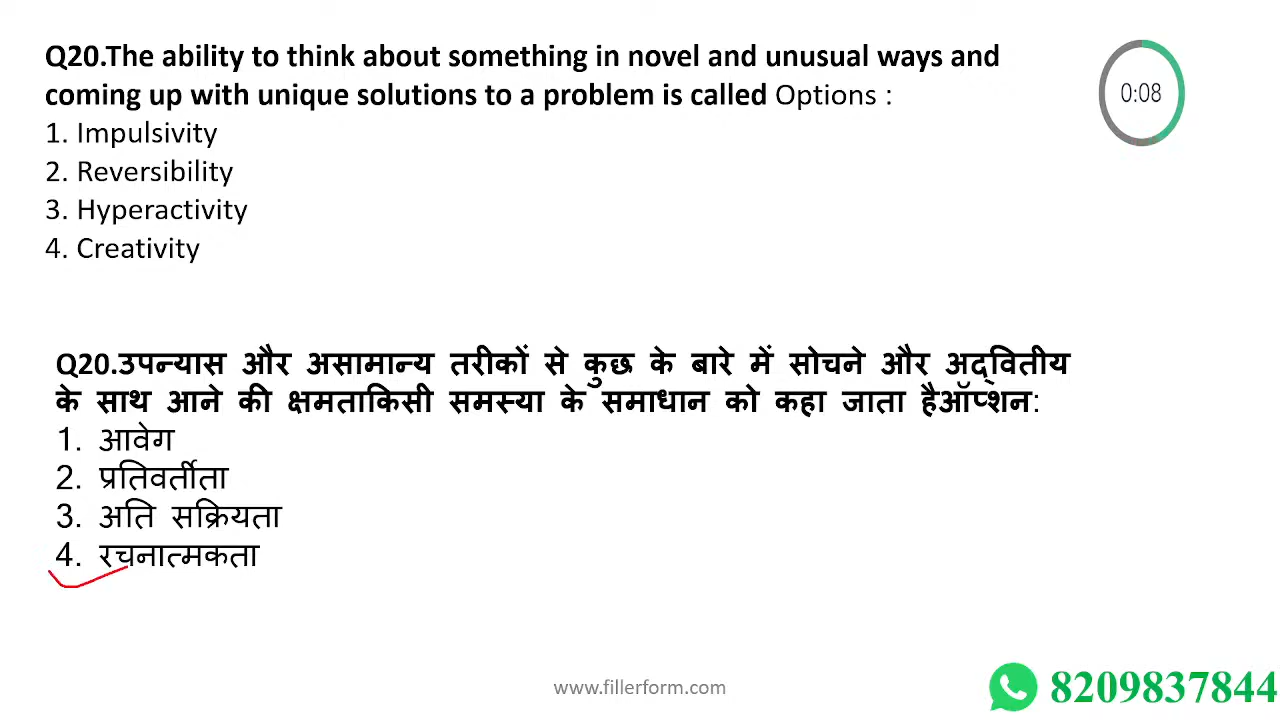 Q20.The ability to think about something in novel and unusual ways and
coming up with unique solutions to a problem is called Options :
0:08
1. Impulsivity
2. Reversibility
3. Hyperactivity
4. Creativity
Q20.उपन्यास और असामान्य तरीकों से कुछ के बारे में सोचने और अद्वितीय
के साथ आने की क्षमताकिसी समस्या के समाधान को कहा जाता हैऑप्शन:
1. आवेग
2. प्रतिवर्तीता
3. अति सक्रियता
4. रचनात्मकता
www.fillerform.com
8209837844